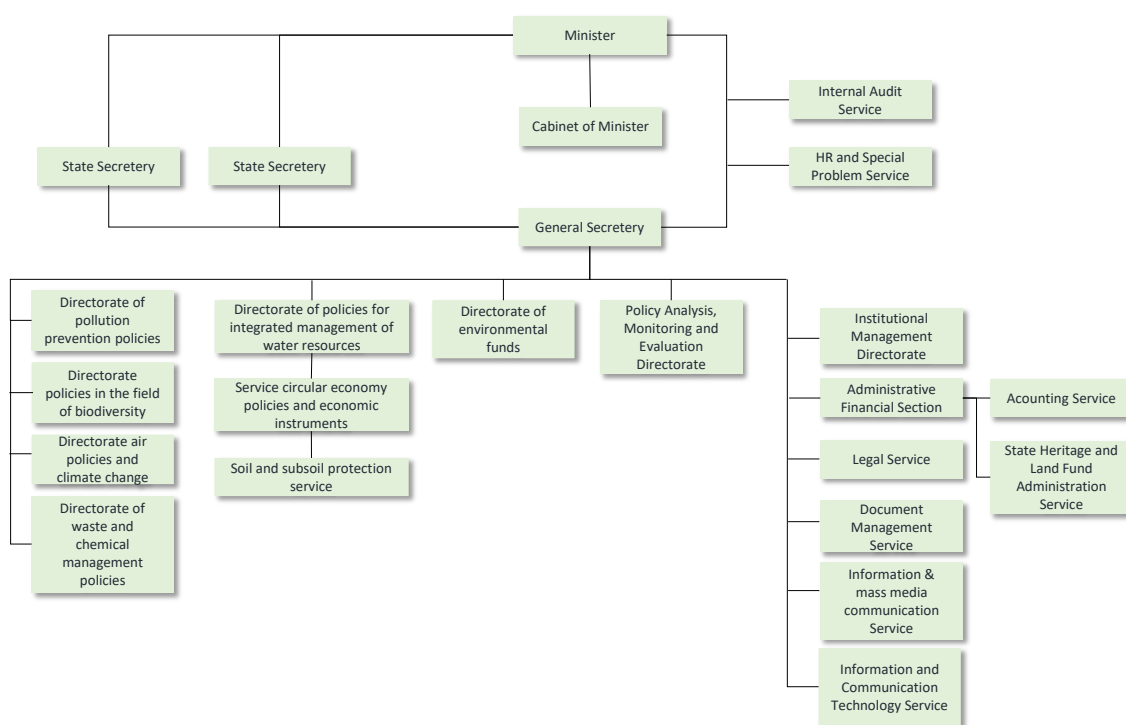 Minister
Internal Audit
Service
Cabinet of Minister
State Secretery
State Secretery
HR and Special
Problem Service
General Secretery
Directorate of
pollution
prevention policies
Directorate
policies in the field
of biodiversity
Directorate air
policies and
climate change
Directorate of
waste and
chemical
management
policies
Directorate of policies for
integrated management of
water resources
Service circular economy
policies and economic
instruments
Soil and subsoil protection
service
Directorate of
environmental
funds
Policy Analysis,
Monitoring and
Evaluation
Directorate
Institutional
Management
Directorate
Administrative
Financial Section
Acounting Service
State Heritage and
Land Fund
Administration
Service
Legal Service
Document
Management
Service
Information &
mass media
communication
Service
Information and
Communication
Technology Service